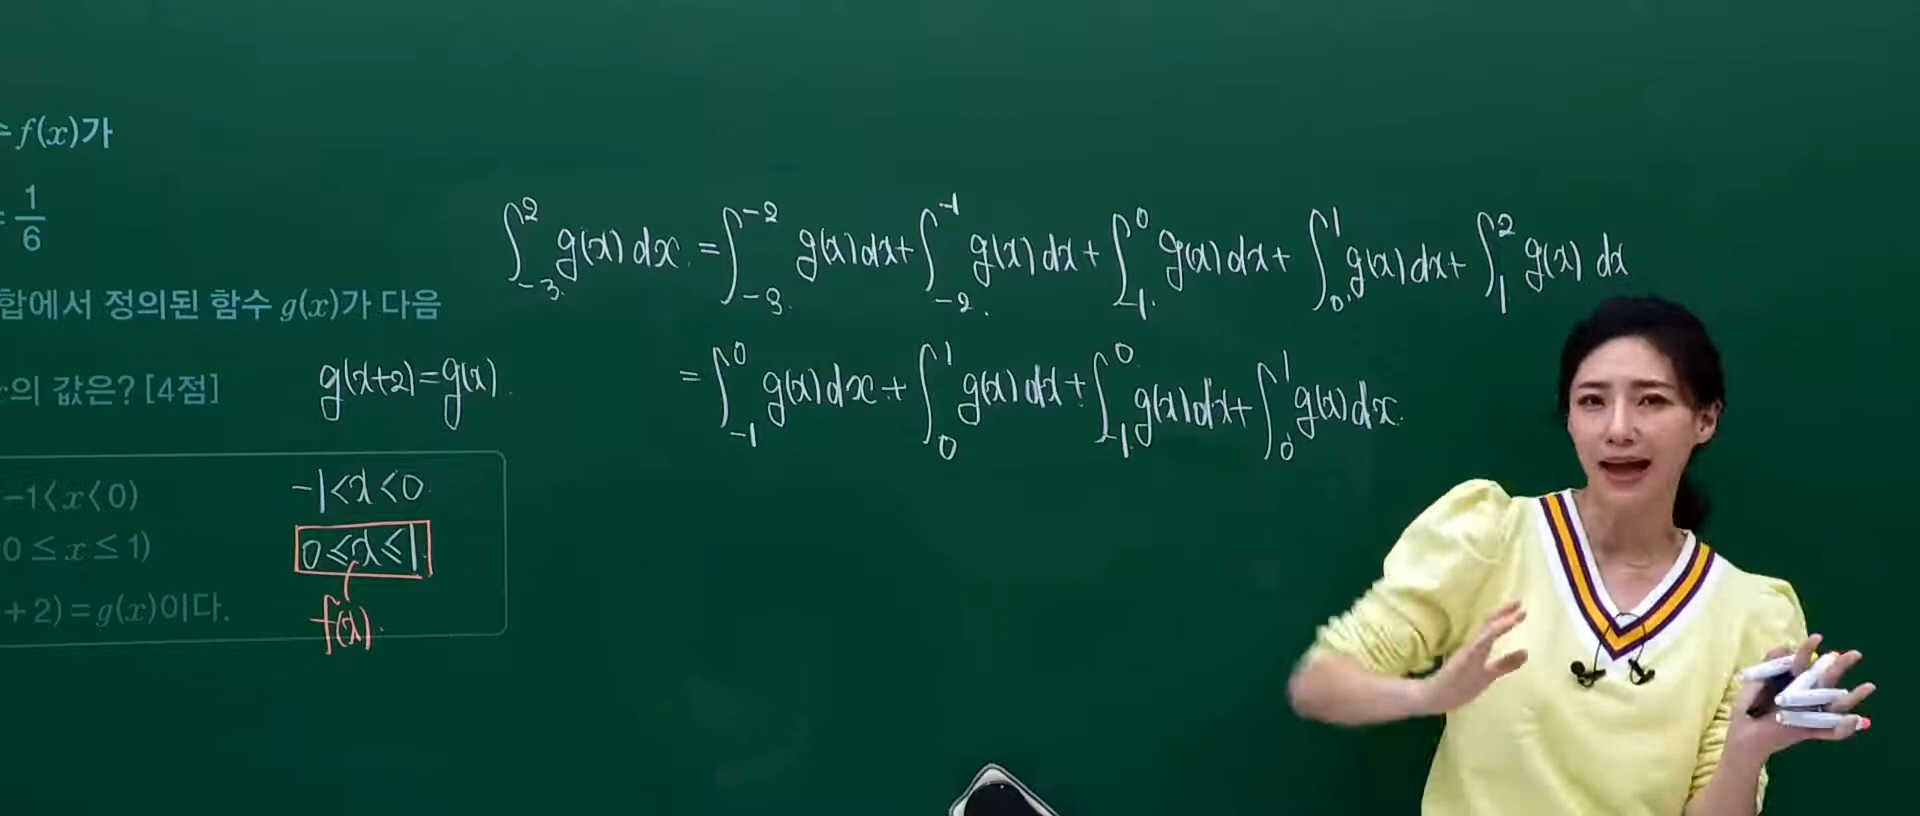 f(x)가
= 1/6
합에서 정의된 함수 g(x)가 다음
의 값은? [4점]
g(x+2)=g(x).
-1<x<0)
0≤x≤1)
+2)=g(x)이다.
-1<x<0.
0≤x≤1.
f(x).
∫_{-3}^{2} g(x)dx = ∫_{-3}^{-2} g(x)dx + ∫_{-2}^{-1} g(x)dx + ∫_{-1}^{0} g(x)dx + ∫_{0}^{1} g(x)dx + ∫_{1}^{2} g(x)dx
= ∫_{-1}^{0} g(x)dx + ∫_{0}^{1} g(x)dx + ∫_{-1}^{0} g(x)dx + ∫_{0}^{1} g(x)dx.